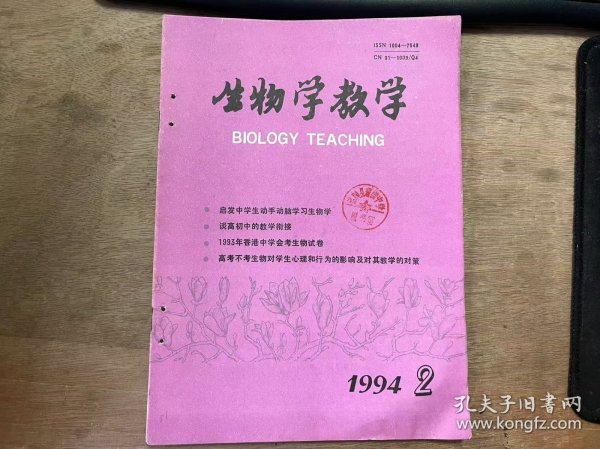 ISSN 1004—7549
CN 31—1009/Q4
生物学教学
BIOLOGY TEACHING
启发中学生动手动脑学习生物学
谈高初中的教学衔接
1993年香港中学会考生物试卷
高考不考生物对学生心理和行为的影响及对其教学的对策
1994 2
孔夫子旧书网
www.kongfz.com